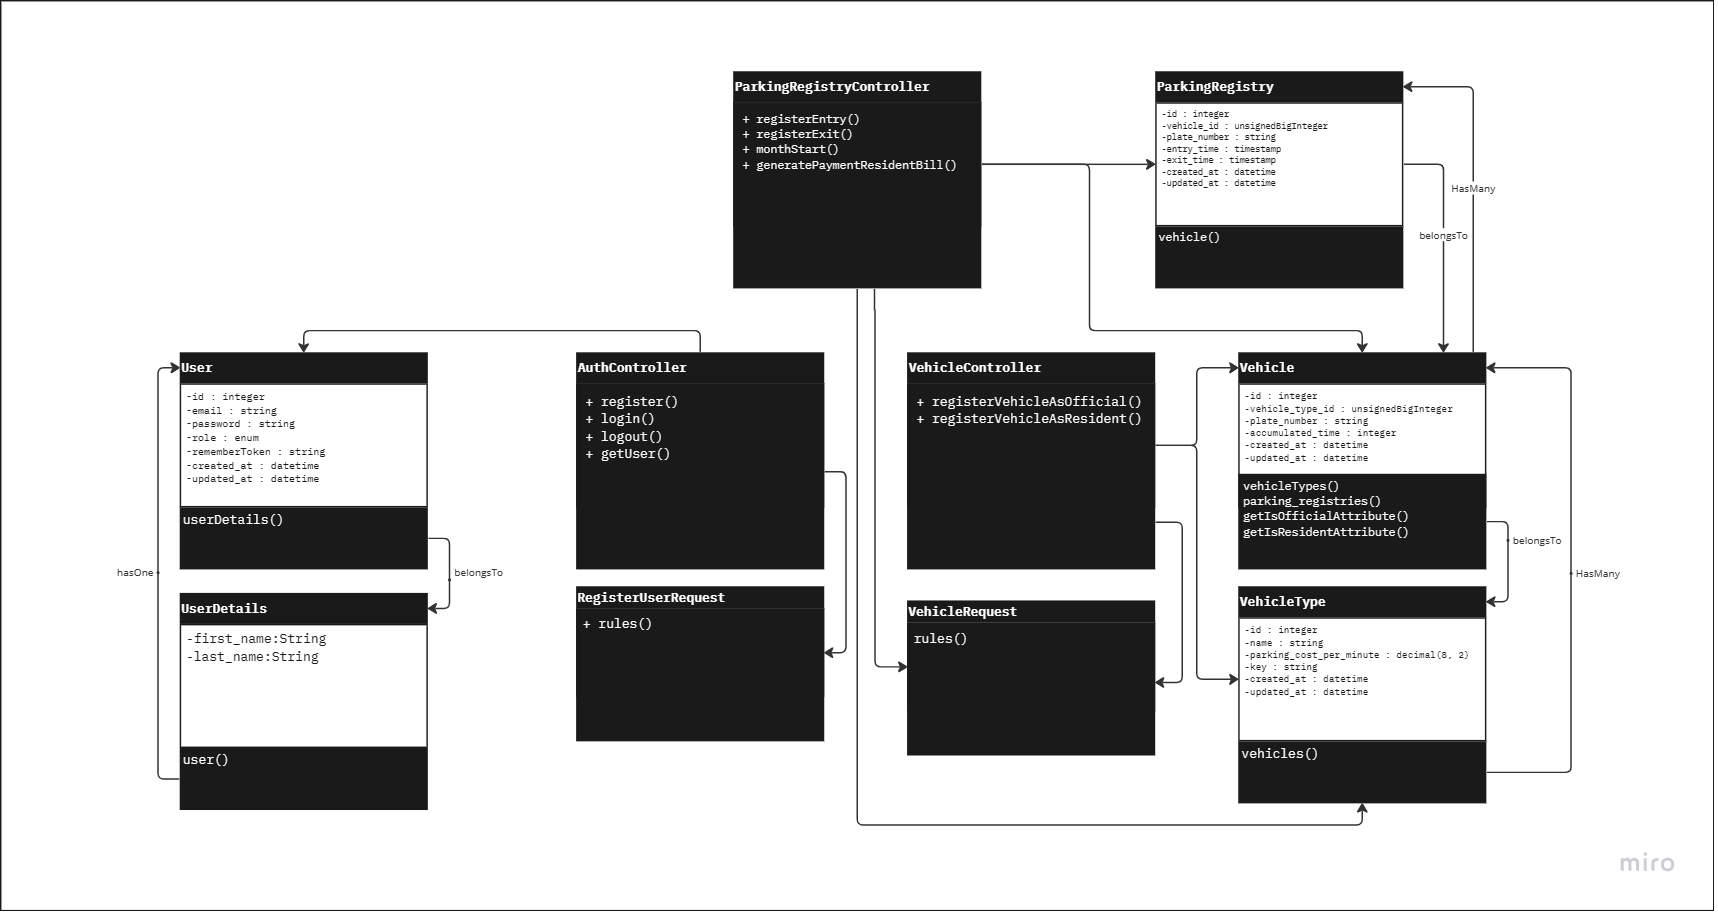 ParkingRegistryController
+ registerEntry()
+ registerExit()
+ monthStart()
+ generatePaymentResidentBill()
ParkingRegistry
-id : integer
-vehicle_id : unsignedBigInteger
-plate_number : string
-entry_time : timestamp
-exit_time : timestamp
-created_at : datetime
-updated_at : datetime
vehicle()
HasMany
belongsTo
User
-id : integer
-email : string
-password : string
-role : enum
-rememberToken : string
-created_at : datetime
-updated_at : datetime
userDetails()
hasOne
belongsTo
UserDetails
-first_name:String
-last_name:String
user()
AuthController
+ register()
+ login()
+ logout()
+ getUser()
RegisterUserRequest
+ rules()
VehicleController
+ registerVehicleAsOfficial()
+ registerVehicleAsResident()
VehicleRequest
rules()
Vehicle
-id : integer
-vehicle_type_id : unsignedBigInteger
-plate_number : string
-accumulated_time : integer
-created_at : datetime
-updated_at : datetime
vehicleTypes()
parking_registries()
getIsOfficialAttribute()
getIsResidentAttribute()
belongsTo
HasMany
VehicleType
-id : integer
-name : string
-parking_cost_per_minute : decimal(8, 2)
-key : string
-created_at : datetime
-updated_at : datetime
vehicles()
miro